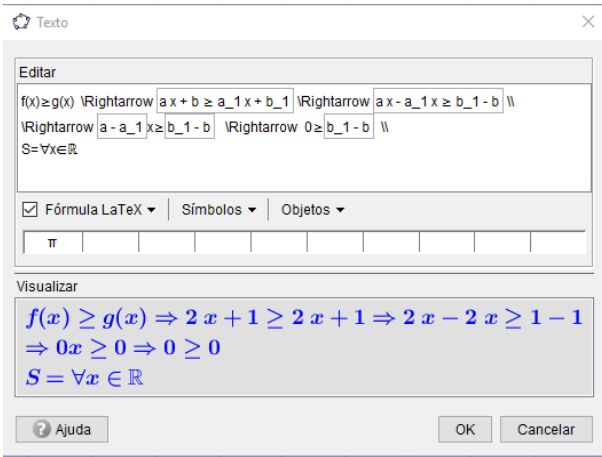 Texto
Editar
f(x)≥g(x) \Rightarrow a x + b ≥ a_1 x + b_1 \Rightarrow a x - a_1 x ≥ b_1 - b \\
\Rightarrow a - a_1 x≥ b_1 - b \Rightarrow 0≥ b_1 - b \\
S=∀x∈ℝ
Fórmula LaTeX Símbolos Objetos
π
Visualizar
f(x) ≥ g(x) ⇒ 2 x + 1 ≥ 2 x + 1 ⇒ 2 x − 2 x ≥ 1 − 1
⇒ 0x ≥ 0 ⇒ 0 ≥ 0
S = ∀x ∈ ℝ
Ajuda OK Cancelar